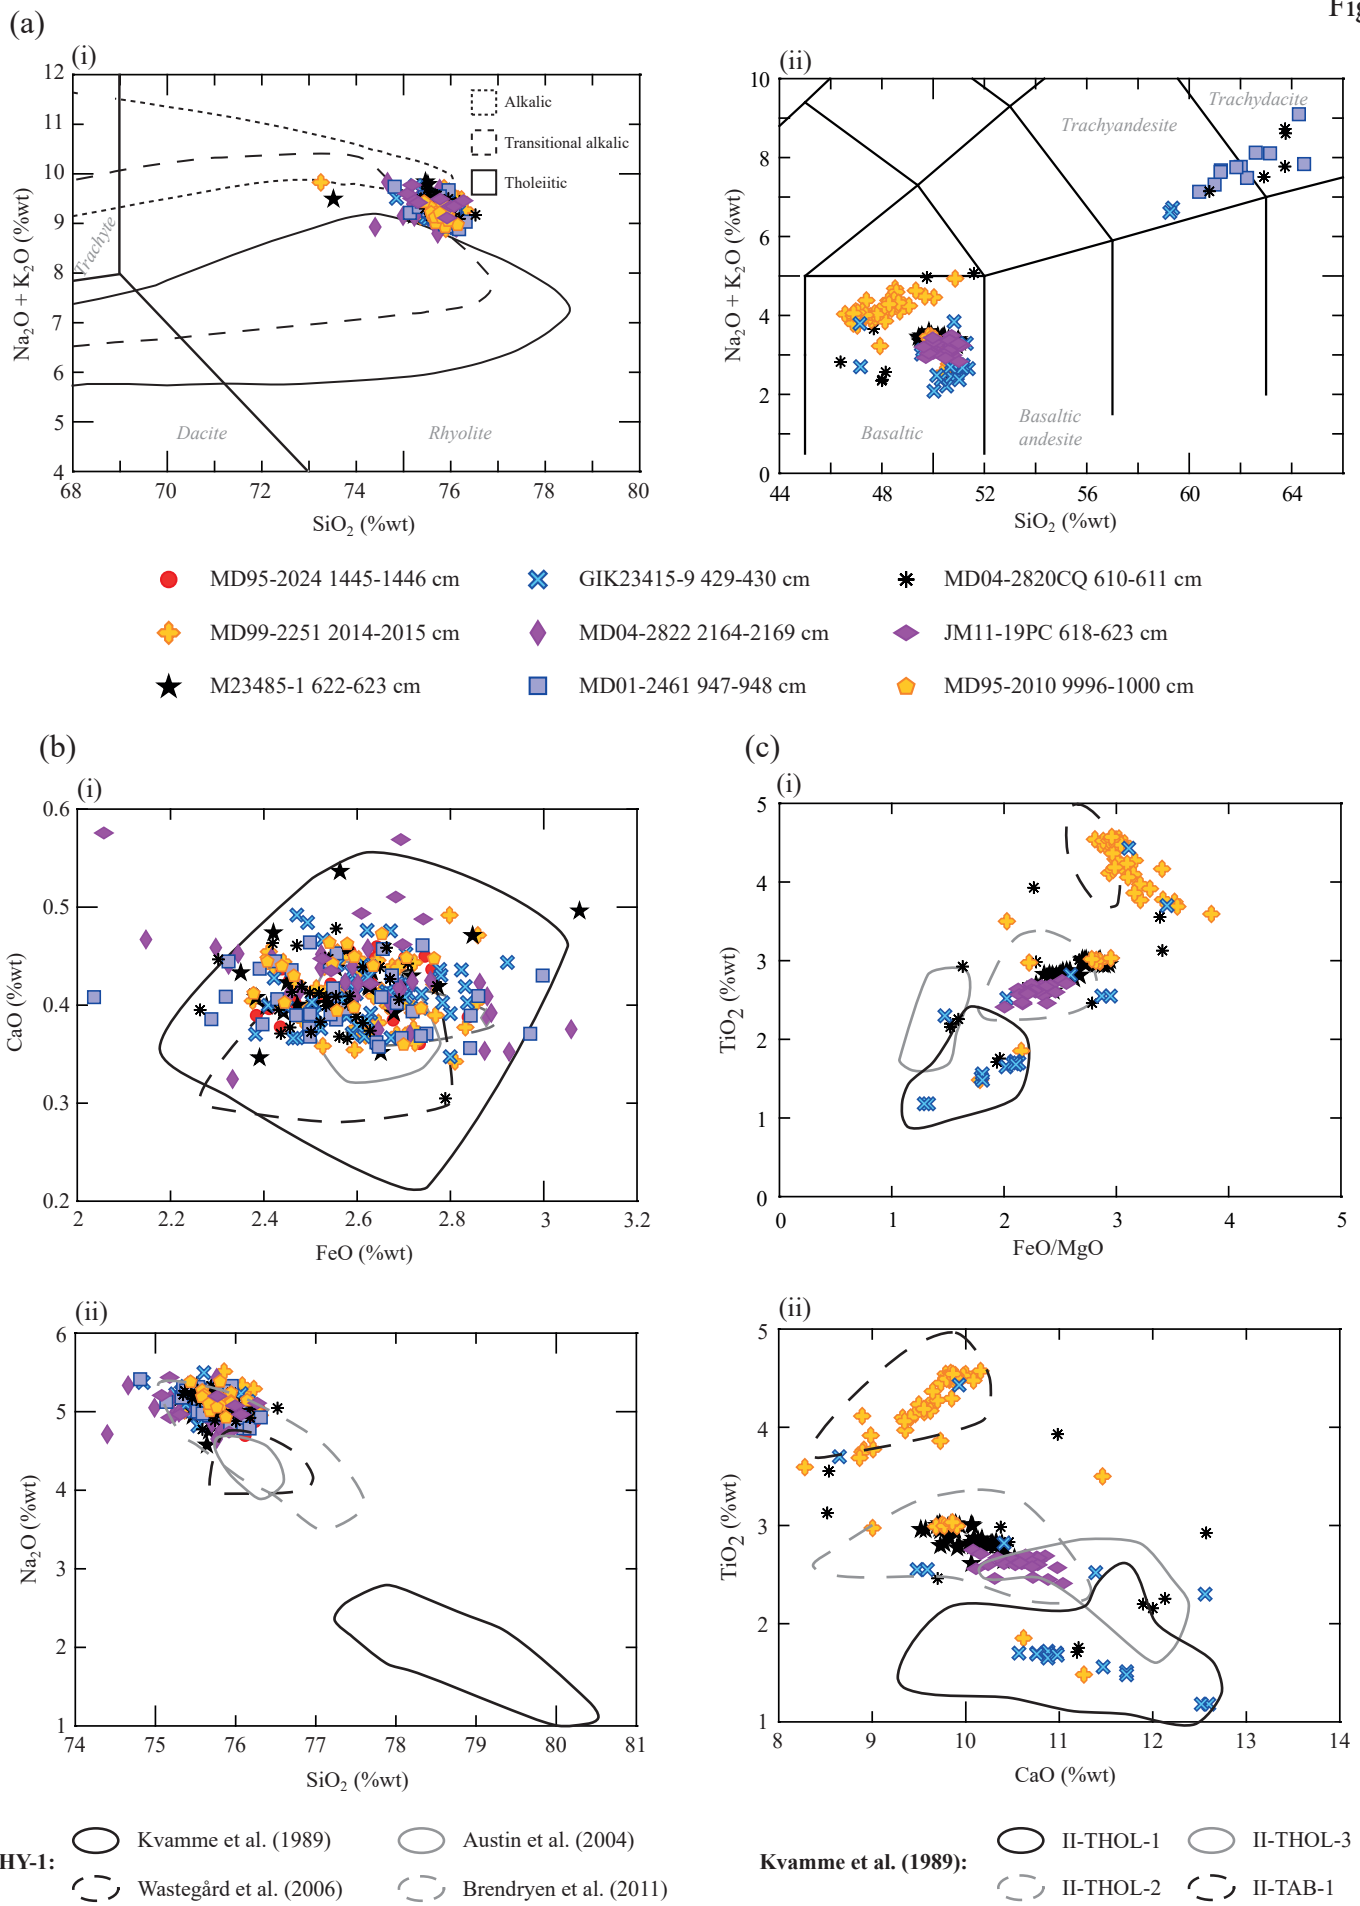 Fig
(a)
(i)
12
11
10
9
8
7
6
5
4
68
70
72
74
76
78
80
Na₂O + K₂O (%wt)
SiO₂ (%wt)
Alkalic
Transitional alkalic
Tholeiitic
Trachyte
Dacite
Rhyolite
(ii)
10
8
6
4
2
0
44
48
52
56
60
64
Na₂O + K₂O (%wt)
SiO₂ (%wt)
Trachydacite
Trachyandesite
Basaltic
Basaltic
andesite
MD95-2024 1445-1446 cm
GIK23415-9 429-430 cm
MD04-2820CQ 610-611 cm
MD99-2251 2014-2015 cm
MD04-2822 2164-2169 cm
JM11-19PC 618-623 cm
M23485-1 622-623 cm
MD01-2461 947-948 cm
MD95-2010 9996-1000 cm
(b)
(i)
0.6
0.5
0.4
0.3
0.2
2
2.2
2.4
2.6
2.8
3
3.2
CaO (%wt)
FeO (%wt)
(c)
(i)
5
4
3
2
1
0
0
1
2
3
4
5
TiO₂ (%wt)
FeO/MgO
(ii)
6
5
4
3
2
1
74
75
76
77
78
79
80
81
Na₂O (%wt)
SiO₂ (%wt)
(ii)
5
4
3
2
1
8
9
10
11
12
13
14
TiO₂ (%wt)
CaO (%wt)
HY-1:
Kvamme et al. (1989)
Austin et al. (2004)
Wastegård et al. (2006)
Brendryen et al. (2011)
Kvamme et al. (1989):
II-THOL-1
II-THOL-3
II-THOL-2
II-TAB-1